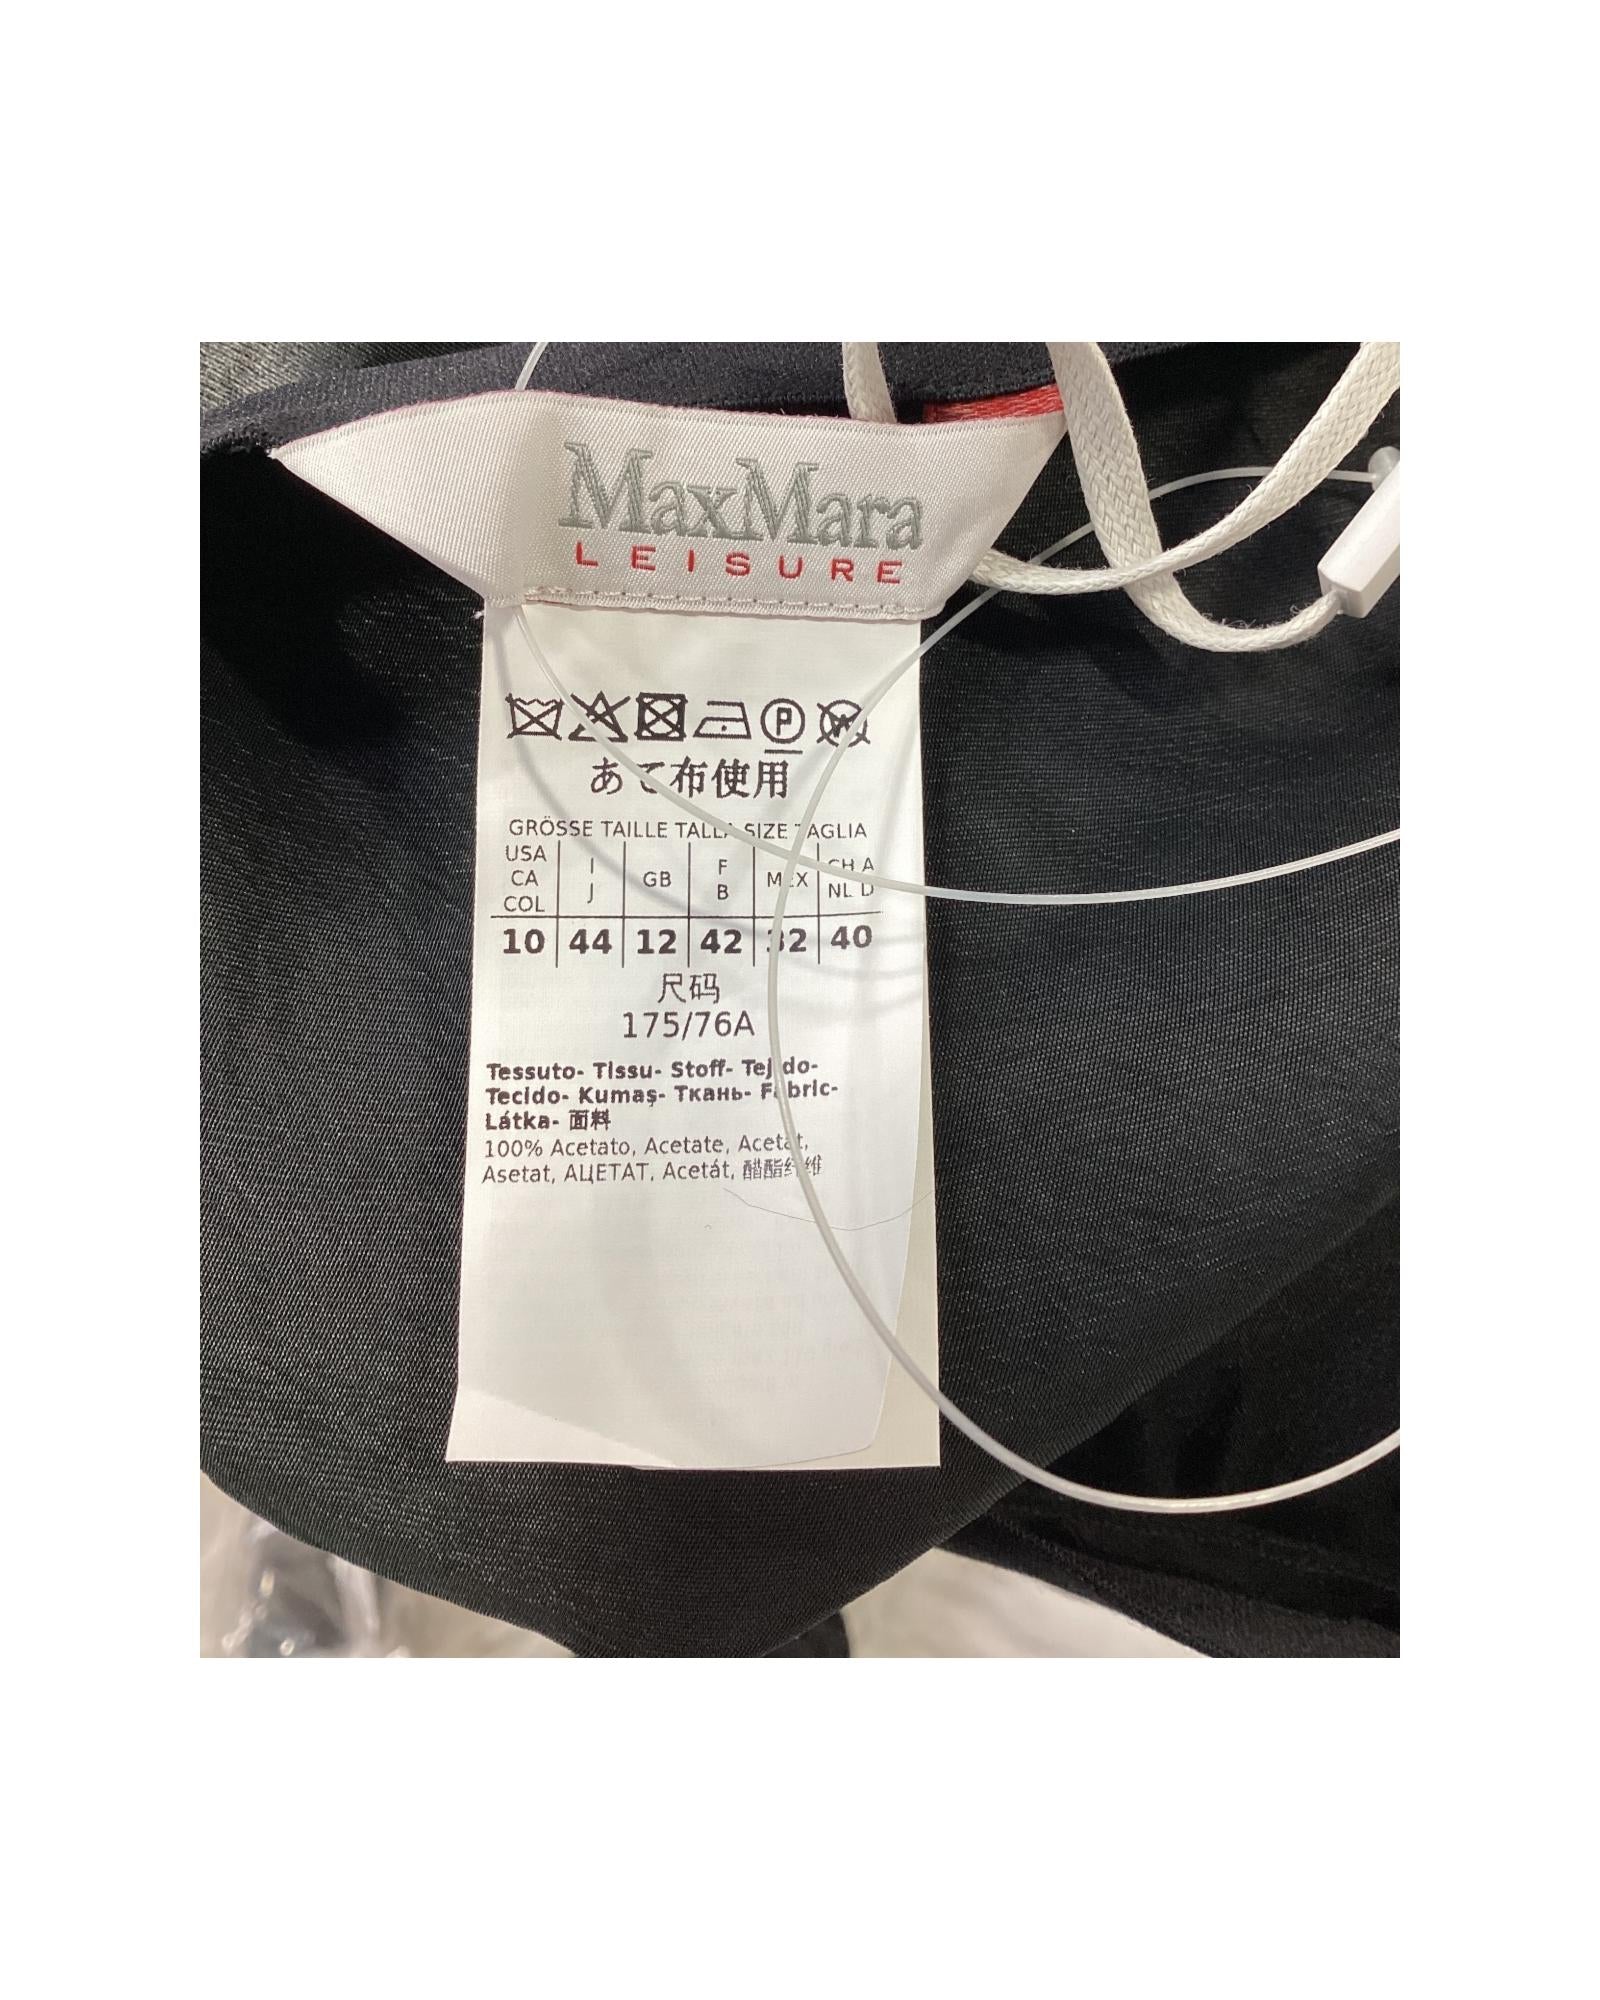 MaxMara
LEISURE
P W
あて布使用
GRÖSSE TAILLE TALLA SIZE TAGLIA
USA CA COL I J GB F B MEX CH A NL D
10 44 12 42 32 40
尺码
175/76A
Tessuto- Tissu- Stoff- Tejido-
Tecido- Kumaş- Ткань- Fabric-
Látka- 面料
100% Acetato, Acetate, Acetat,
Asetat, АЦЕТАТ, Acetát, 醋酯纤维